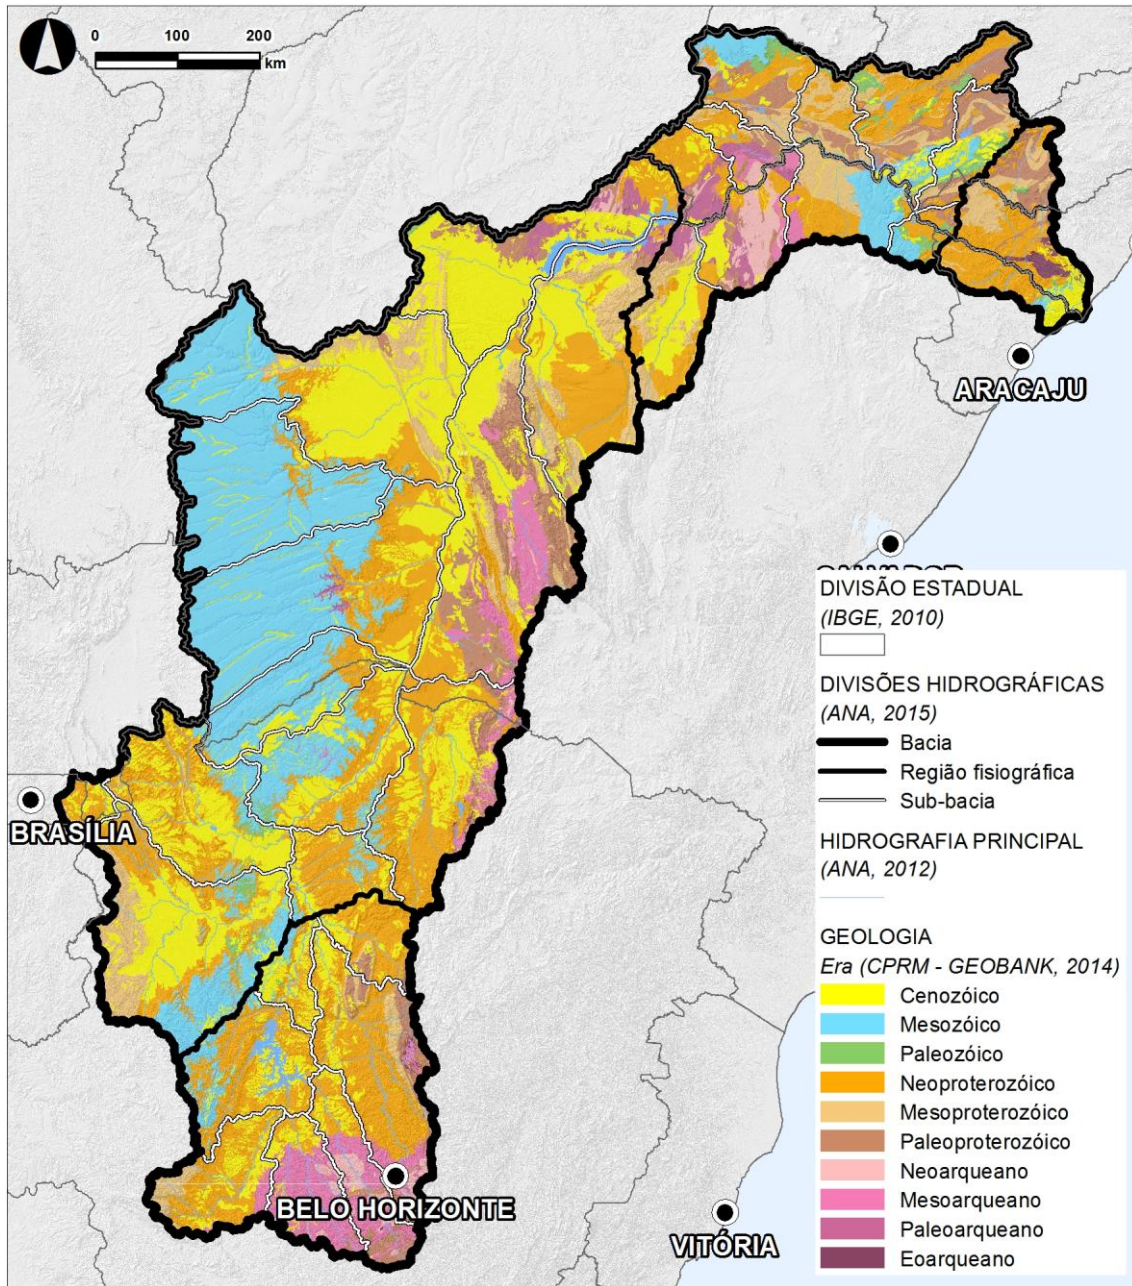 0 100 200
km
ARACAJU
BRASÍLIA
BELO HORIZONTE
VITÓRIA
DIVISÃO ESTADUAL
(IBGE, 2010)
DIVISÕES HIDROGRÁFICAS
(ANA, 2015)
Bacia
Região fisiográfica
Sub-bacia
HIDROGRAFIA PRINCIPAL
(ANA, 2012)
GEOLOGIA
Era (CPRM - GEOBANK, 2014)
Cenozóico
Mesozóico
Paleozóico
Neoproterozóico
Mesoproterozóico
Paleoproterozóico
Neoarqueano
Mesoarqueano
Paleoarqueano
Eoarqueano